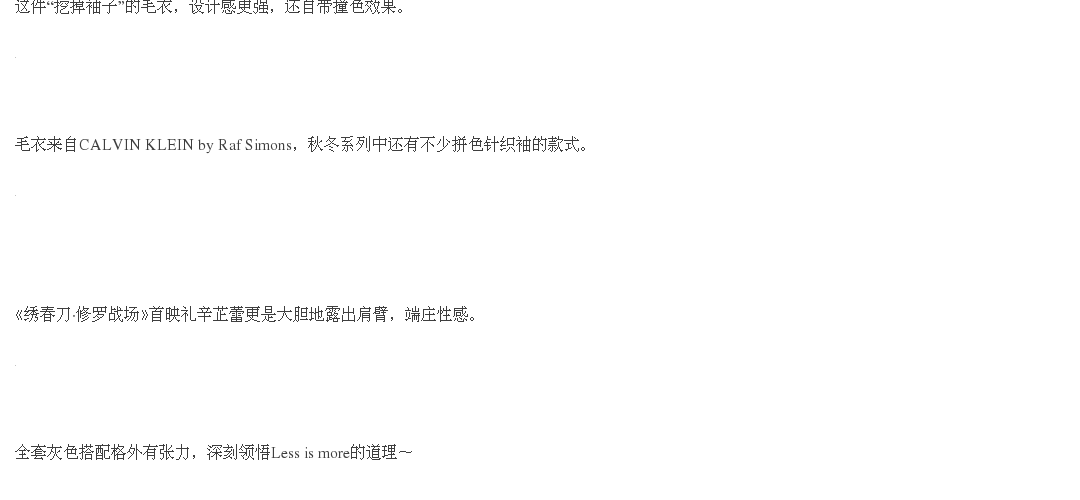 这件“挖掉袖子”的毛衣，设计感更强，还自带撞色效果。
毛衣来自CALVIN KLEIN by Raf Simons，秋冬系列中还有不少拼色针织袖的款式。
《绣春刀·修罗战场》首映礼辛芷蕾更是大胆地露出肩臂，端庄性感。
全套灰色搭配格外有张力，深刻领悟Less is more的道理～